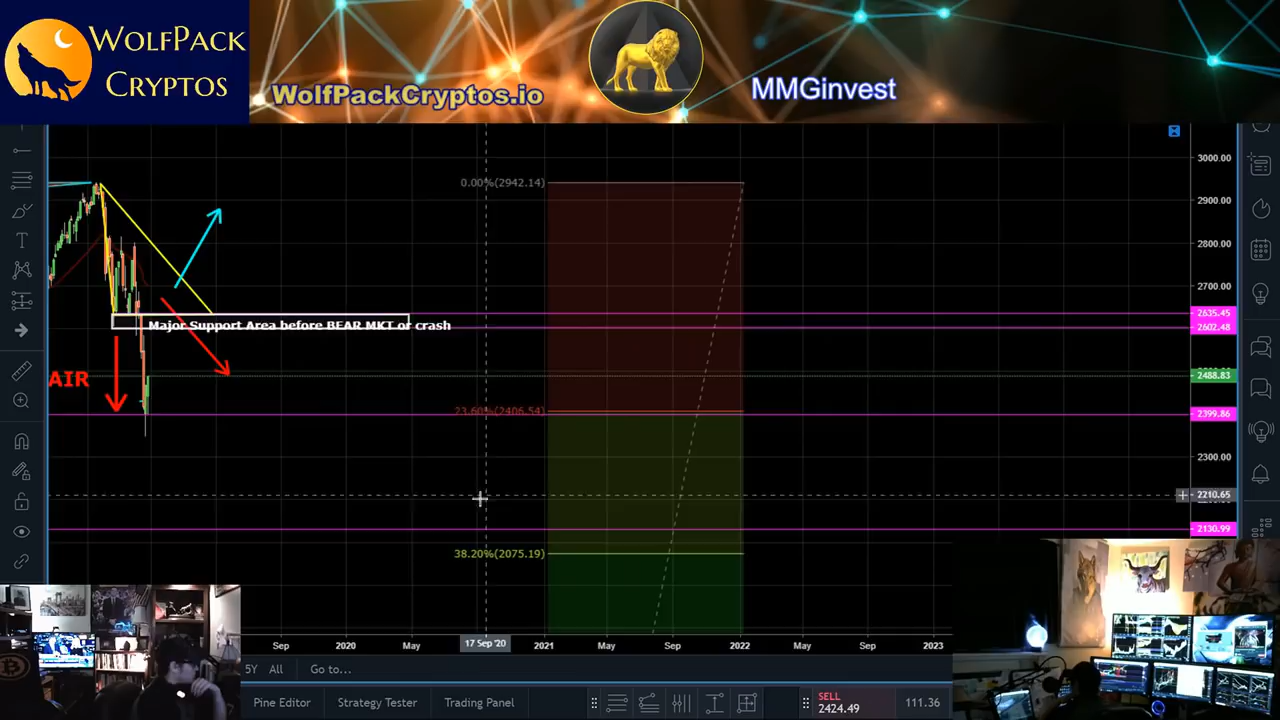 WOLFPACK
CRYPTOS
WolfPackCryptos.io
MMGinvest
3000.00
0.00%(2942.14)
2900.00
2800.00
2700.00
2635.45
Major Support Area before BEAR MKT or crash
2602.48
AIR
2488.83
23.60%(2406.54)
2399.86
2300.00
2210.65
2130.99
38.20%(2075.19)
Sep
2020
May
17 Sep '20
2021
May
Sep
2022
May
Sep
2023
5Y All Go to...
Pine Editor Strategy Tester Trading Panel
SELL
2424.49
111.36